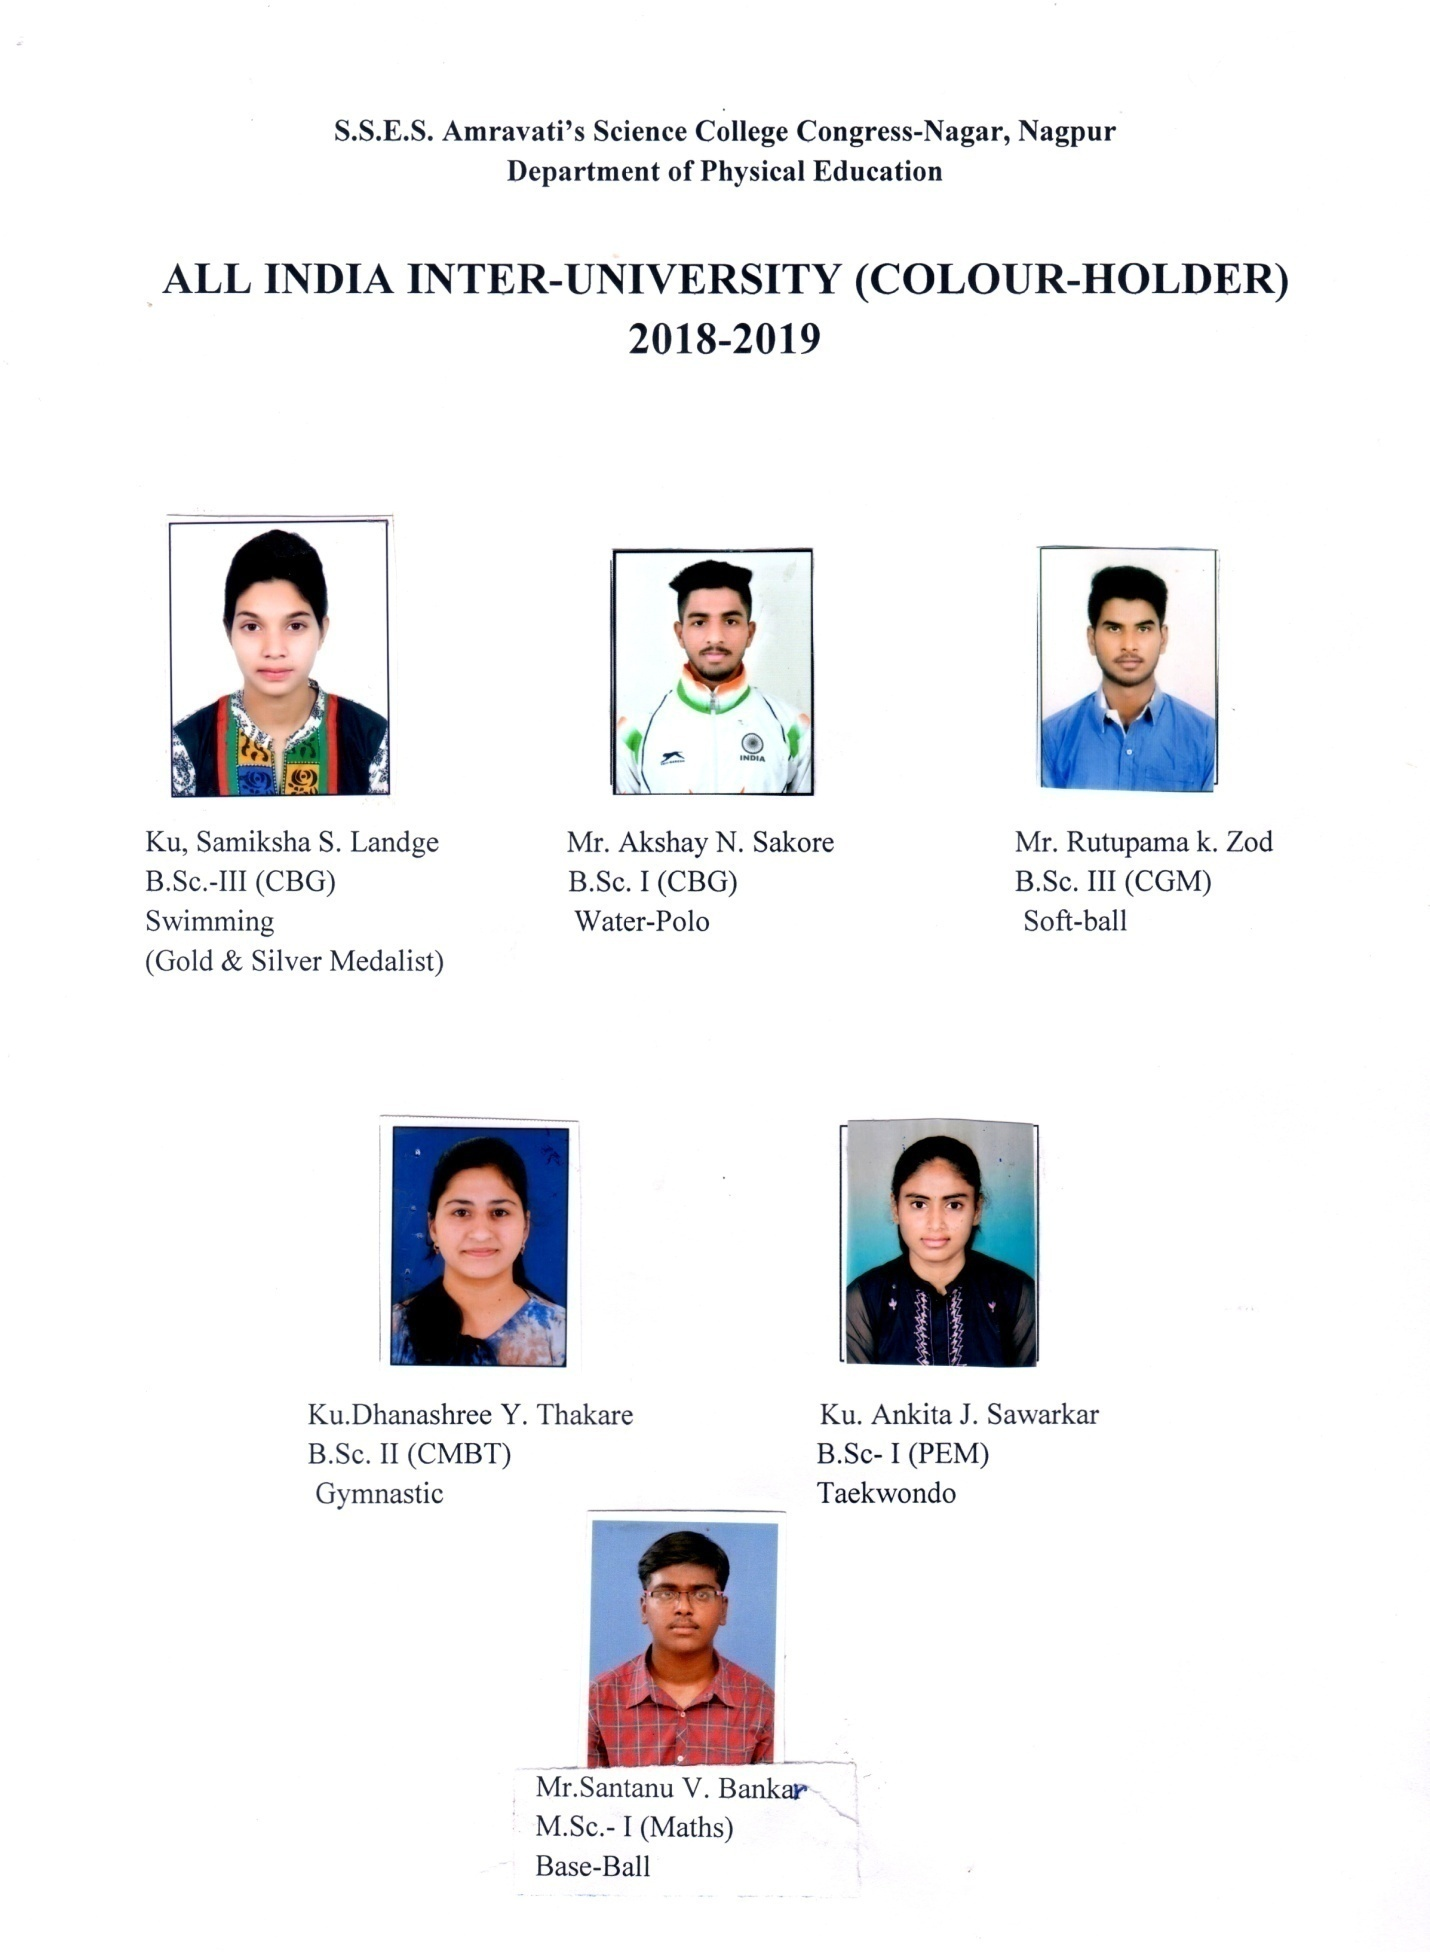 S.S.E.S. Amravati's Science College Congress-Nagar, Nagpur
Department of Physical Education
ALL INDIA INTER-UNIVERSITY (COLOUR-HOLDER)
2018-2019
INDIA
Ku, Samiksha S. Landge
B.Sc.-III (CBG)
Swimming
(Gold & Silver Medalist)
Mr. Akshay N. Sakore
B.Sc. I (CBG)
Water-Polo
Mr. Rutupama k. Zod
B.Sc. III (CGM)
Soft-ball
Ku.Dhanashree Y. Thakare
B.Sc. II (CMBT)
Gymnastic
Ku. Ankita J. Sawarkar
B.Sc- I (PEM)
Taekwondo
Mr.Santanu V. Bankar
M.Sc.- I (Maths)
Base-Ball